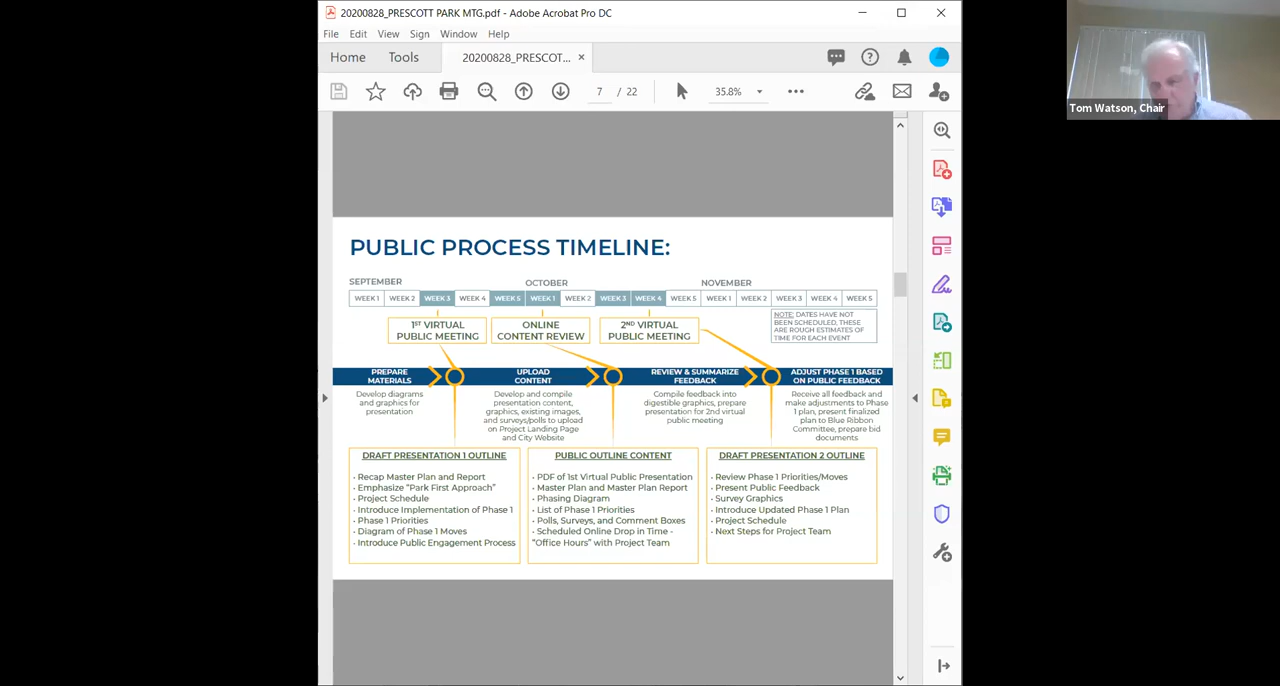 20200828_PRESCOTT PARK MTG.pdf - Adobe Acrobat Pro DC
File Edit View Sign Window Help
Home Tools 20200828_PRESCOT... ×
7 / 22 35.8%
Tom Watson, Chair
PUBLIC PROCESS TIMELINE:
SEPTEMBER OCTOBER NOVEMBER
WEEK 1 WEEK 2 WEEK 3 WEEK 4 WEEK 5 WEEK 1 WEEK 2 WEEK 3 WEEK 4 WEEK 5 WEEK 1 WEEK 2 WEEK 3 WEEK 4 WEEK 5
1ST VIRTUAL
PUBLIC MEETING
ONLINE
CONTENT REVIEW
2ND VIRTUAL
PUBLIC MEETING
NOTE: DATES HAVE NOT
BEEN SCHEDULED, THESE
ARE ROUGH ESTIMATES OF
TIME FOR EACH EVENT
PREPARE
MATERIALS
Develop diagrams
and graphics for
presentation
UPLOAD
CONTENT
Develop and compile
presentation content,
graphics, existing images,
and surveys/polls to upload
on Project Landing Page
and City Website
REVIEW & SUMMARIZE
FEEDBACK
Compile feedback into
digestible graphics, prepare
presentation for 2nd virtual
public meeting
ADJUST PHASE 1 BASED
ON PUBLIC FEEDBACK
Receive all feedback and
make adjustments to Phase
1 plan, present finalized
plan to Blue Ribbon
Committee, prepare bid
documents
DRAFT PRESENTATION 1 OUTLINE
· Recap Master Plan and Report
· Emphasize “Park First Approach”
· Project Schedule
· Introduce Implementation of Phase 1
· Phase 1 Priorities
· Diagram of Phase 1 Moves
· Introduce Public Engagement Process
PUBLIC OUTLINE CONTENT
· PDF of 1st Virtual Public Presentation
· Master Plan and Master Plan Report
· Phasing Diagram
· List of Phase 1 Priorities
· Polls, Surveys, and Comment Boxes
· Scheduled Online Drop in Time -
“Office Hours” with Project Team
DRAFT PRESENTATION 2 OUTLINE
· Review Phase 1 Priorities/Moves
· Present Public Feedback
· Survey Graphics
· Introduce Updated Phase 1 Plan
· Project Schedule
· Next Steps for Project Team